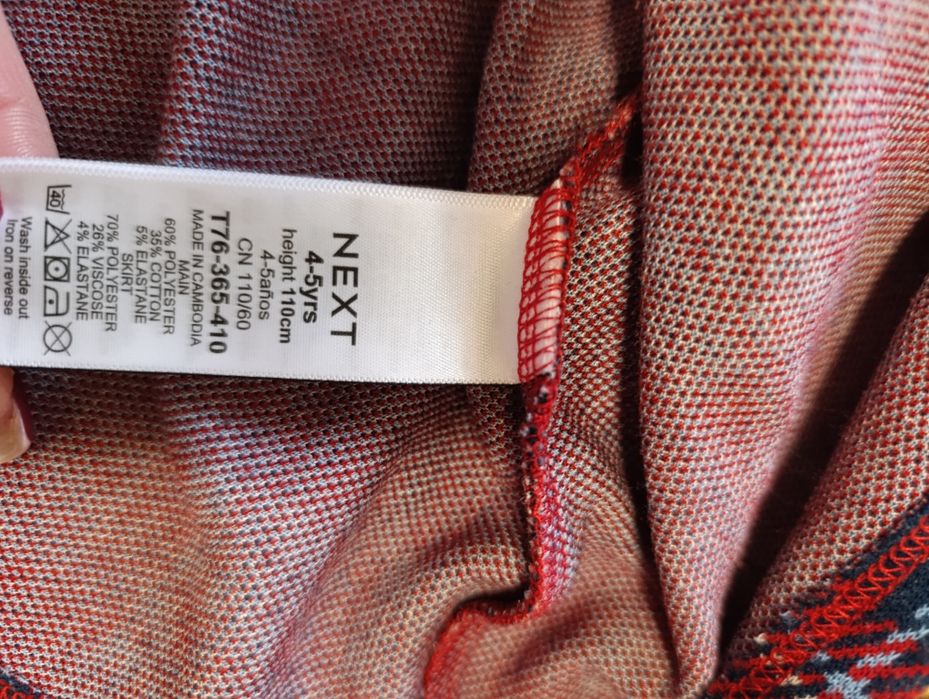 NEXT
4-5yrs
height 110cm
4-5años
CN 110/60
T76-365-410
MADE IN CAMBODIA
MAIN
60% POLYESTER
35% COTTON
5% ELASTANE
SKIRT
70% POLYESTER
26% VISCOSE
4% ELASTANE
40
Wash inside out
Iron on reverse